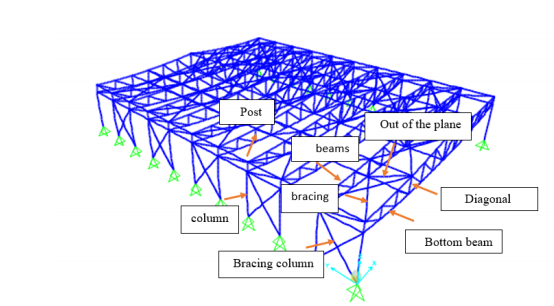 Post
Out of the plane
beams
bracing
Diagonal
column
Bottom beam
Bracing column